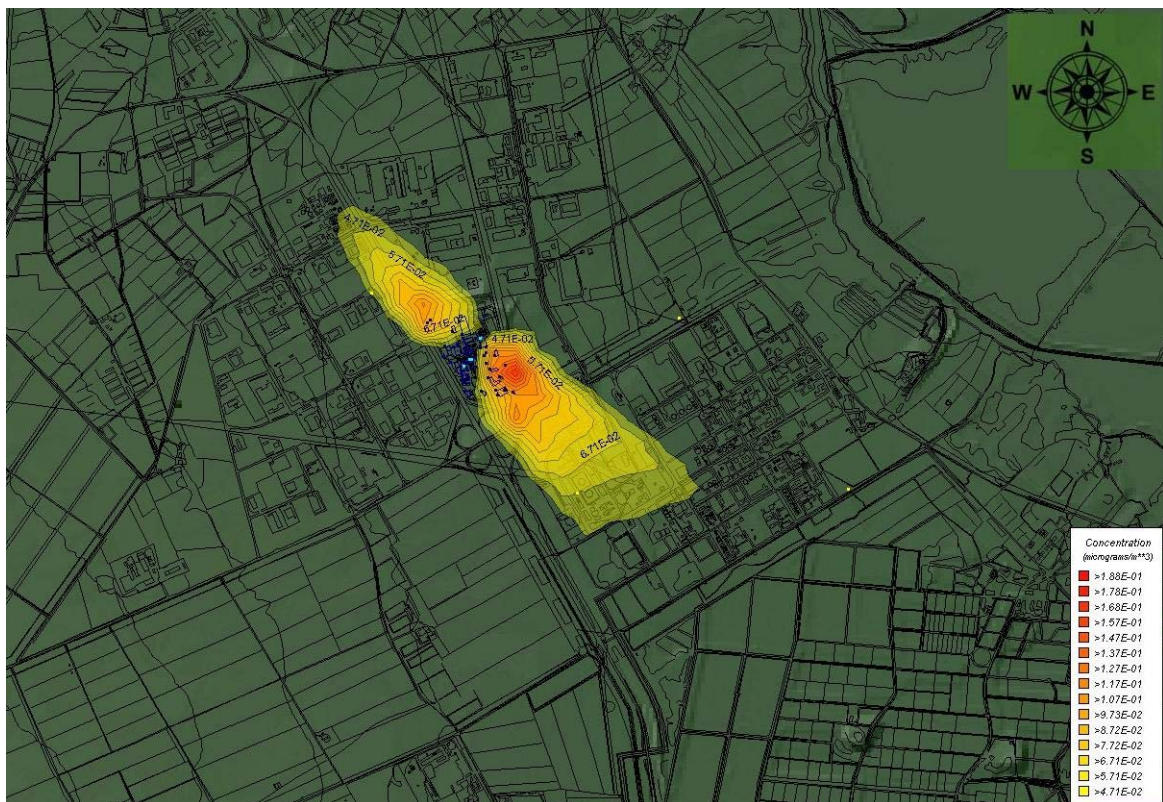 N
W E
S
4.71E-02
5.71E-02
6.71E-02
4.71E-02
5.71E-02
6.71E-02
Concentration
(micrograms/m**3)
>1.88E-01
>1.78E-01
>1.68E-01
>1.57E-01
>1.47E-01
>1.37E-01
>1.27E-01
>1.17E-01
>1.07E-01
>9.73E-02
>8.72E-02
>7.72E-02
>6.71E-02
>5.71E-02
>4.71E-02